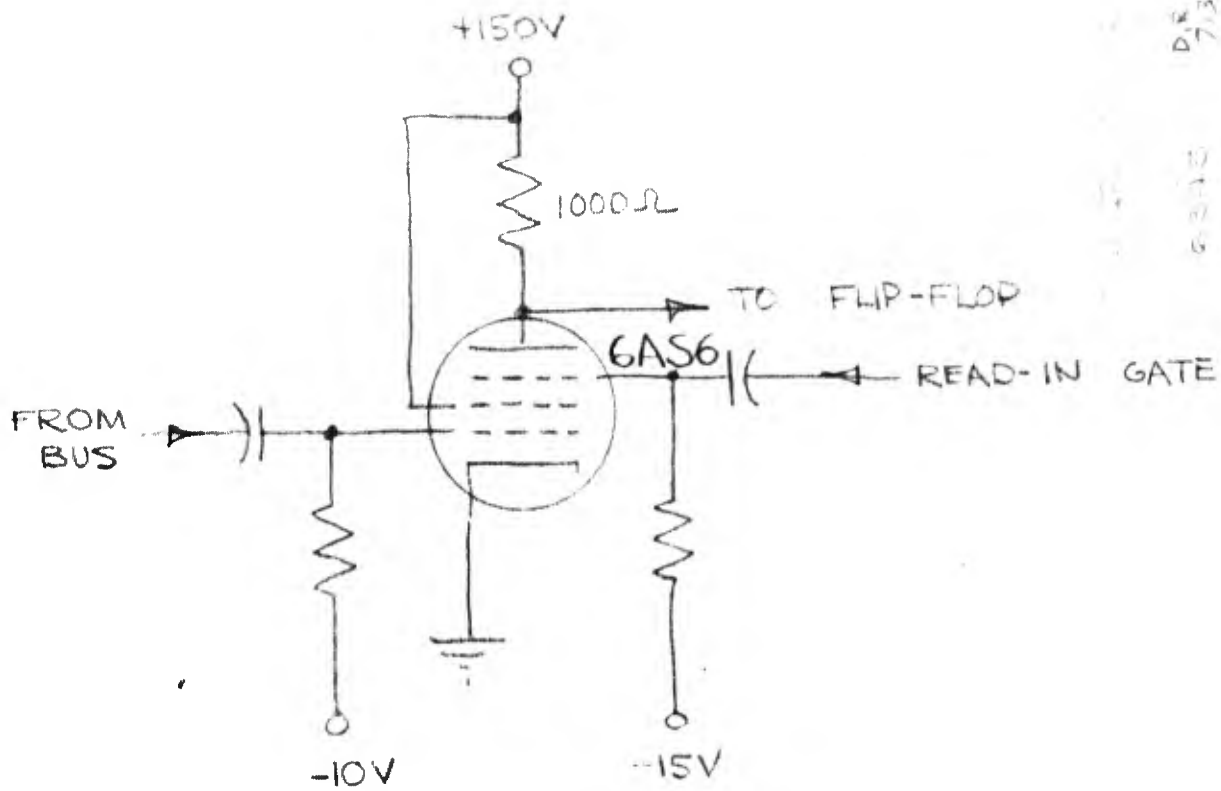 +150V
1000Ω
TO FLIP-FLOP
6AS6
READ-IN GATE
FROM
BUS
-10V
-15V